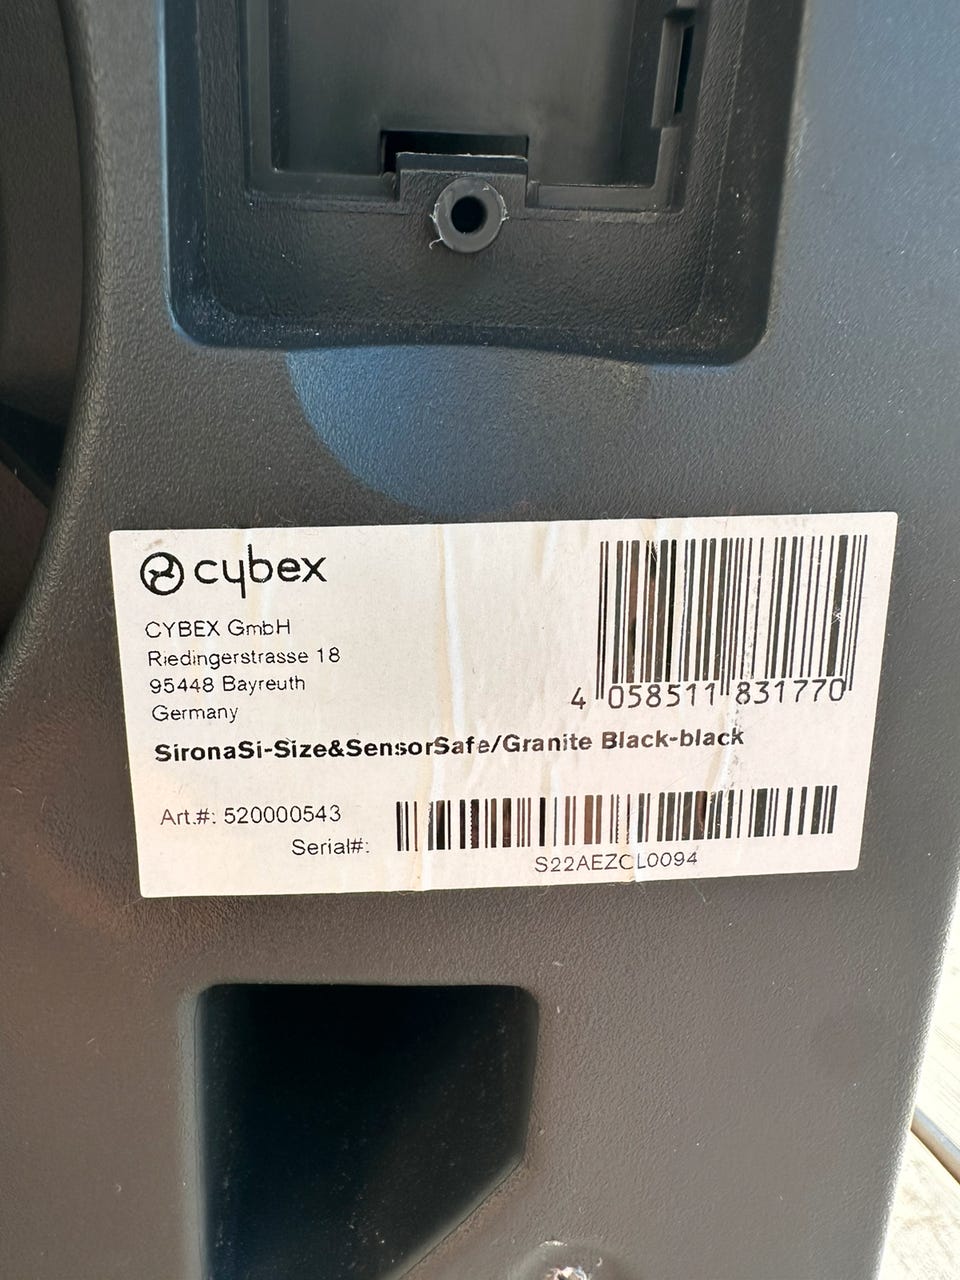 cybex
CYBEX GmbH
Riedingerstrasse 18
95448 Bayreuth
Germany
4 058511 831770
SironaSi-Size&SensorSafe/Granite Black-black
Art.#: 520000543
Serial#:
S22AEZCL0094